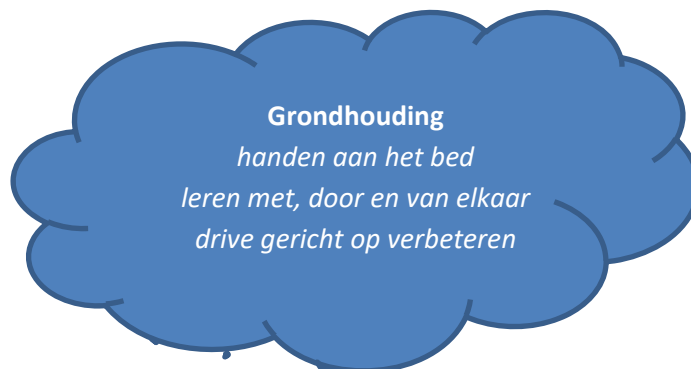 Grondhouding
handen aan het bed
leren met, door en van elkaar
drive gericht op verbeteren